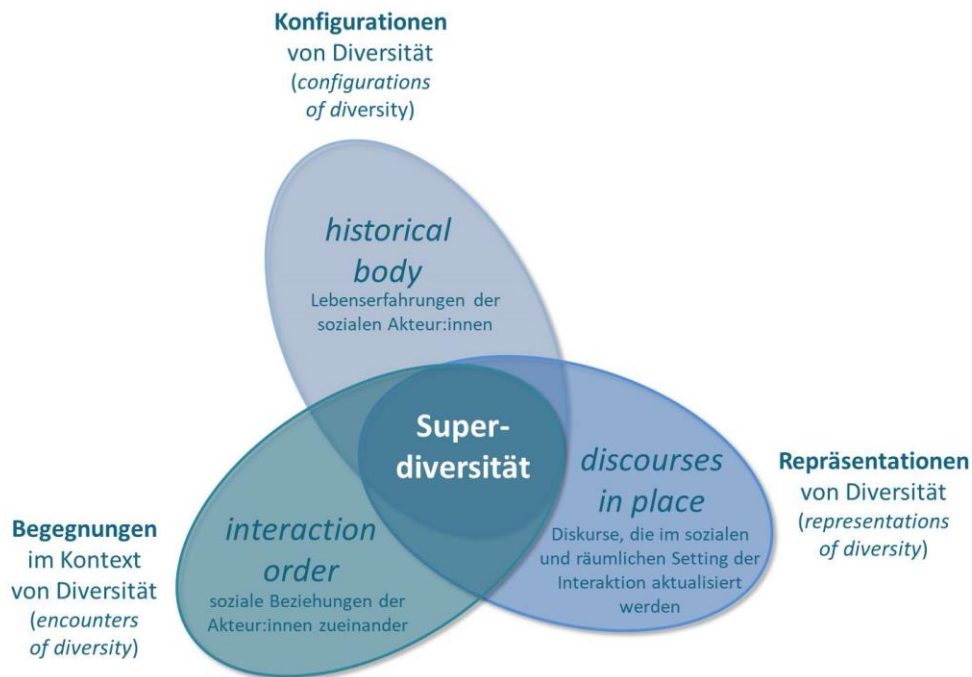 Konfigurationen
von Diversität
(configurations
of diversity)
historical
body
Lebenserfahrungen der
sozialen Akteur:innen
Super-
diversität
discourses
in place
Diskurse, die im sozialen
und räumlichen Setting der
Interaktion aktualisiert
werden
Repräsentationen
von Diversität
(representations
of diversity)
interaction
order
soziale Beziehungen der
Akteur:innen zueinander
Begegnungen
im Kontext
von Diversität
(encounters
of diversity)